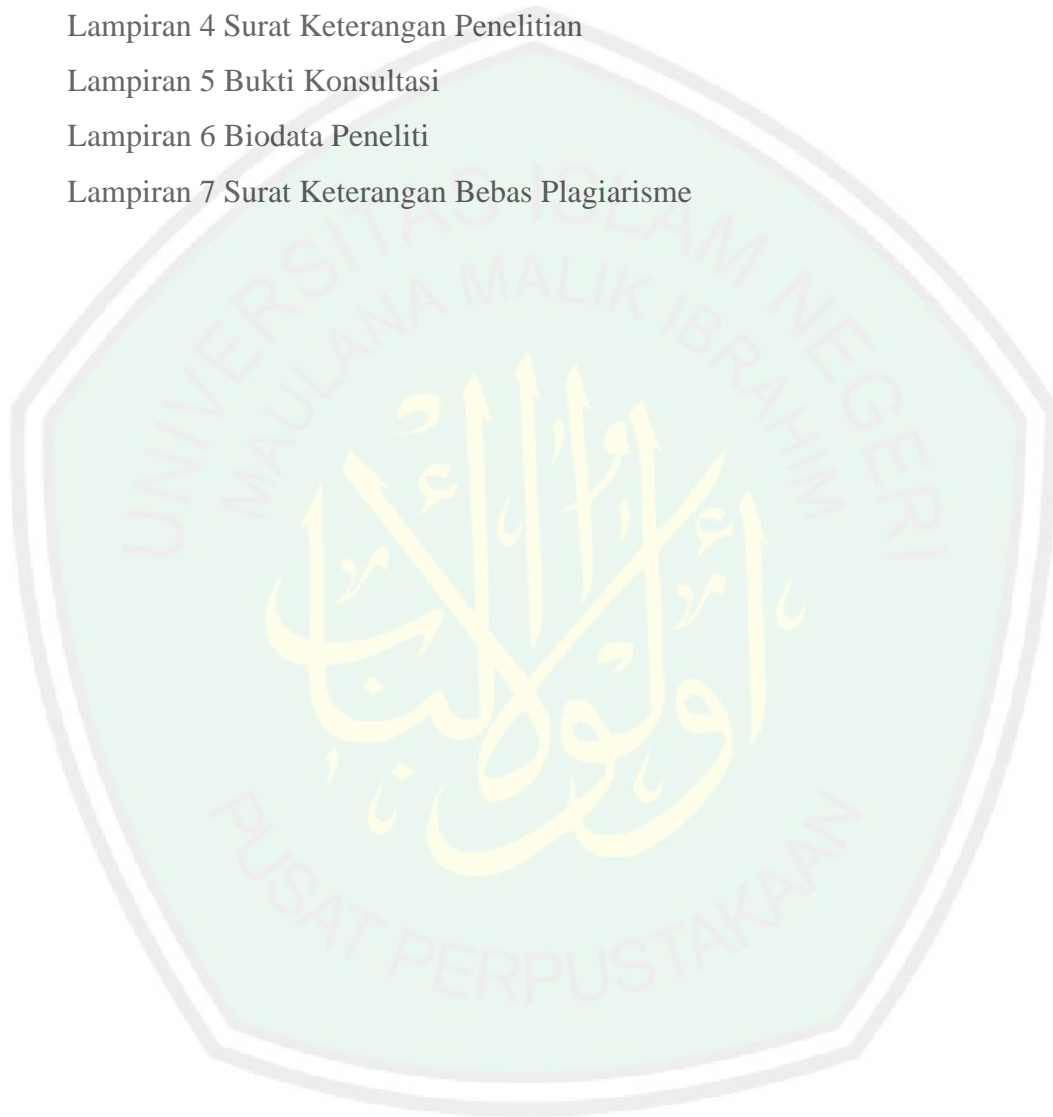 Lampiran 4 Surat Keterangan Penelitian
Lampiran 5 Bukti Konsultasi
Lampiran 6 Biodata Peneliti
Lampiran 7 Surat Keterangan Bebas Plagiarisme
UNIVERSITAS ISLAM NEGERI
MAULANA MALIK IBRAHIM
أولوا الألباب
PUSAT PERPUSTAKAAN